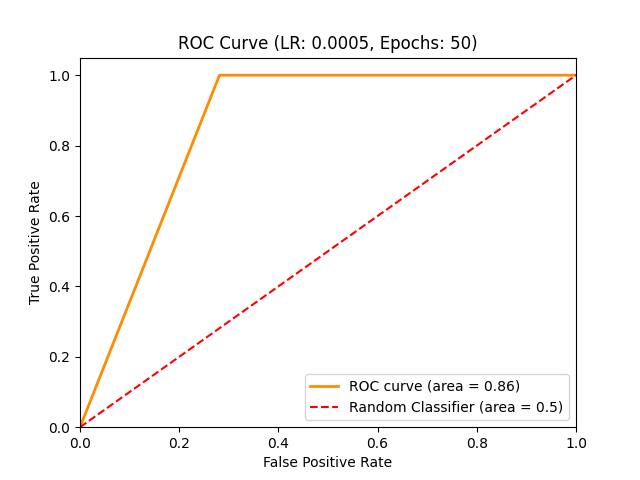 ROC Curve (LR: 0.0005, Epochs: 50)
True Positive Rate
1.0
0.8
0.6
0.4
0.2
0.0
ROC curve (area = 0.86)
Random Classifier (area = 0.5)
0.0 0.2 0.4 0.6 0.8 1.0
False Positive Rate